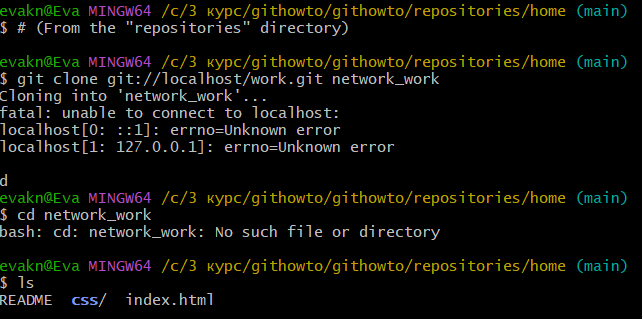 evakn@Eva MINGW64 /c/3 курс/githowto/repositories/home (main)
$ # (From the "repositories" directory)

evakn@Eva MINGW64 /c/3 курс/githowto/repositories/home (main)
$ git clone git://localhost/work.git network_work
Cloning into 'network_work'...
fatal: unable to connect to localhost:
localhost[0: ::1]: errno=Unknown error
localhost[1: 127.0.0.1]: errno=Unknown error

d
evakn@Eva MINGW64 /c/3 курс/githowto/repositories/home (main)
$ cd network_work
bash: cd: network_work: No such file or directory

evakn@Eva MINGW64 /c/3 курс/githowto/repositories/home (main)
$ ls
README  css/  index.html